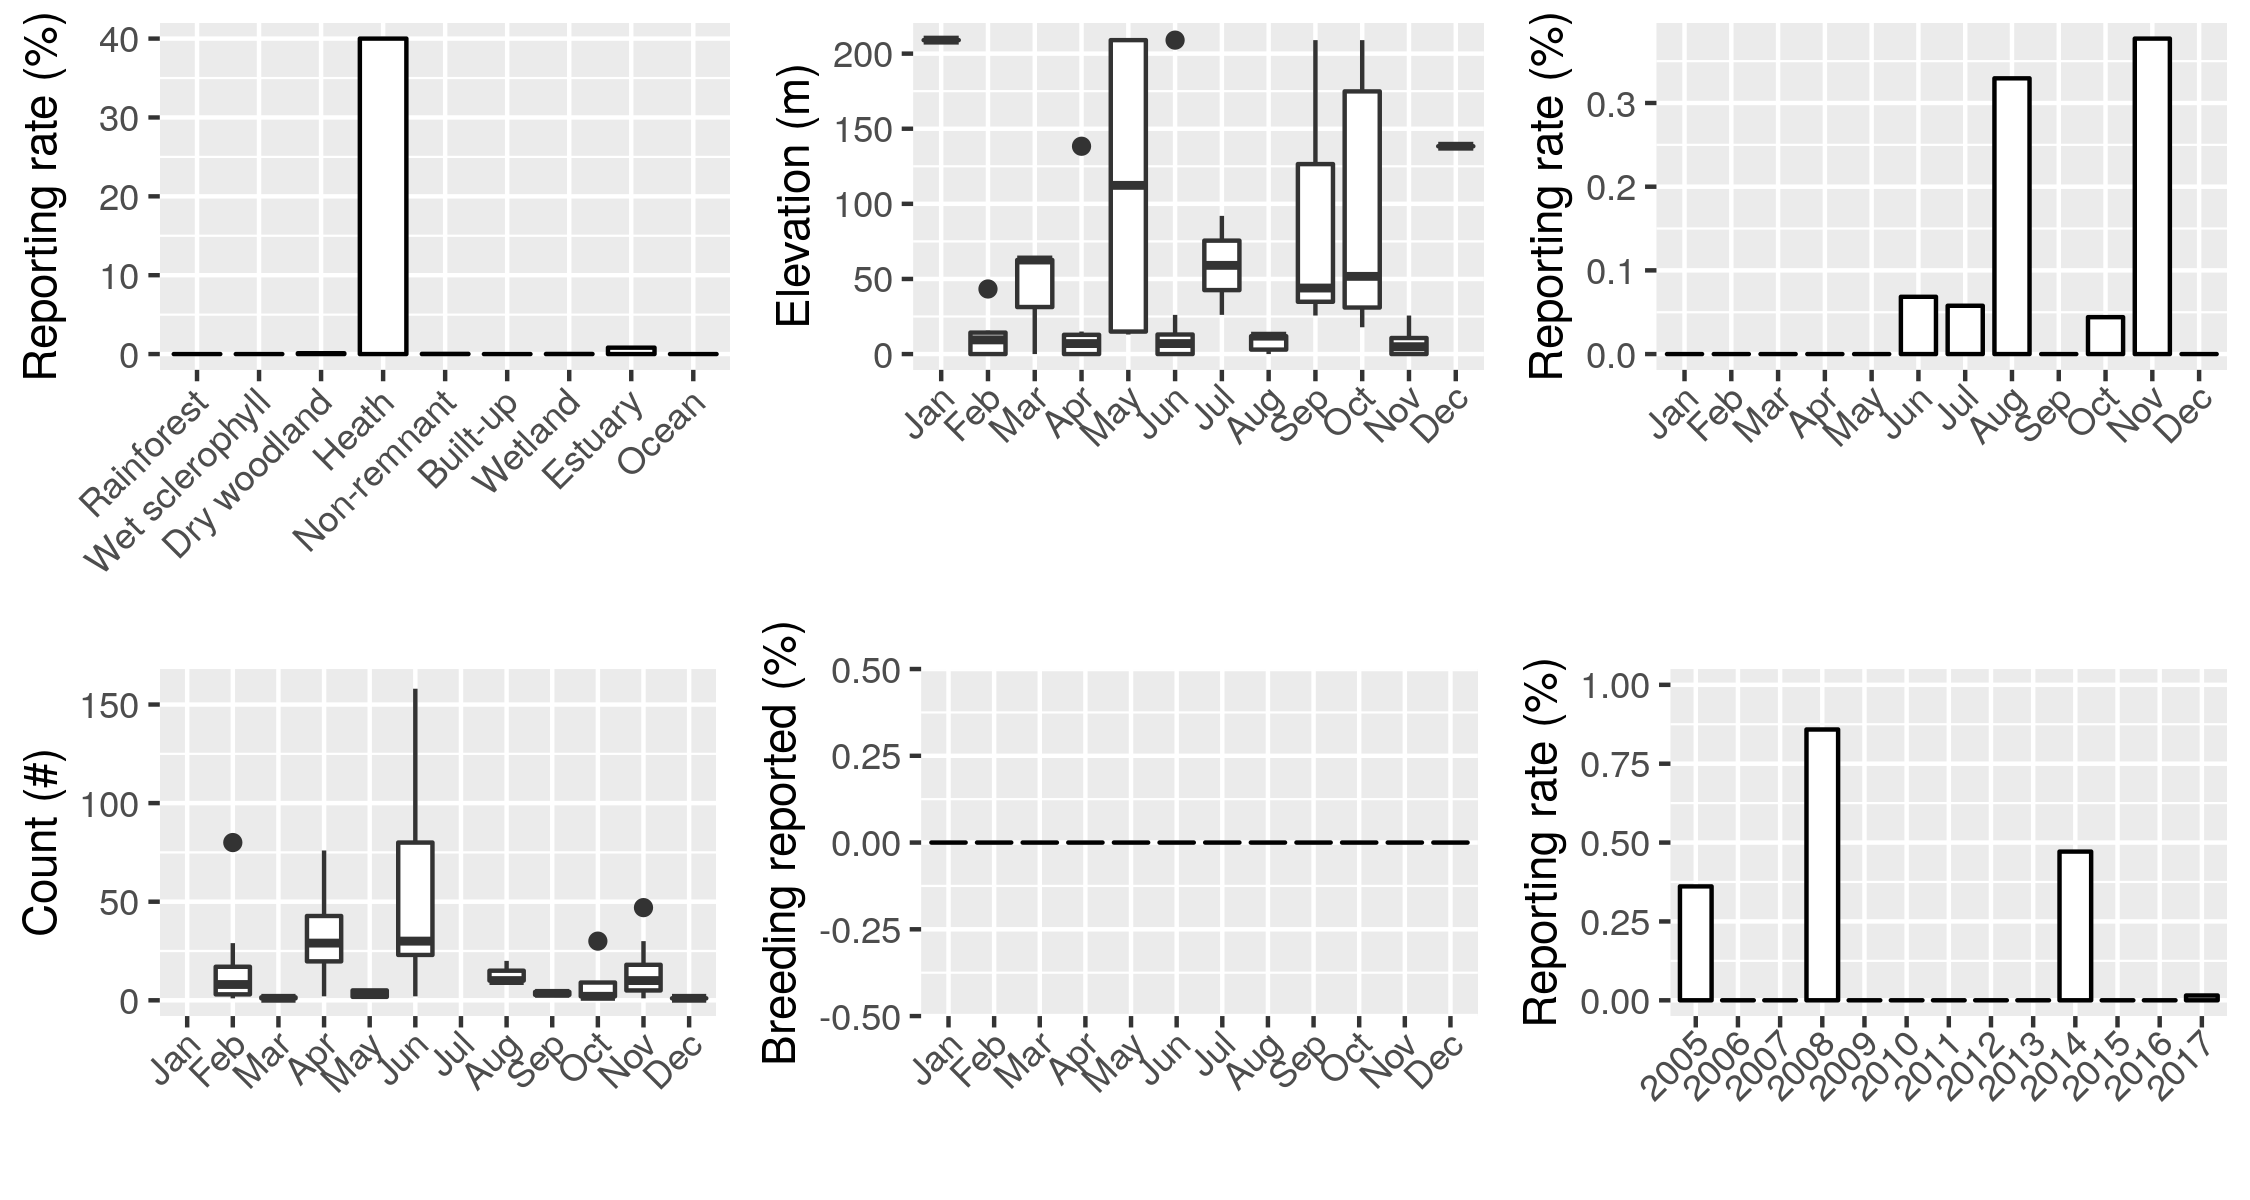 Reporting rate (%)
40
30
20
10
0
Rainforest
Wet sclerophyll
Dry woodland
Heath
Non-remnant
Built-up
Wetland
Estuary
Ocean
Elevation (m)
200
150
100
50
0
Jan
Feb
Mar
Apr
May
Jun
Jul
Aug
Sep
Oct
Nov
Dec
Reporting rate (%)
0.3
0.2
0.1
0.0
Jan
Feb
Mar
Apr
May
Jun
Jul
Aug
Sep
Oct
Nov
Dec
Count (#)
150
100
50
0
Jan
Feb
Mar
Apr
May
Jun
Jul
Aug
Sep
Oct
Nov
Dec
Breeding reported (%)
0.50
0.25
0.00
-0.25
-0.50
Jan
Feb
Mar
Apr
May
Jun
Jul
Aug
Sep
Oct
Nov
Dec
Reporting rate (%)
1.00
0.75
0.50
0.25
0.00
2005
2006
2007
2008
2009
2010
2011
2012
2013
2014
2015
2016
2017